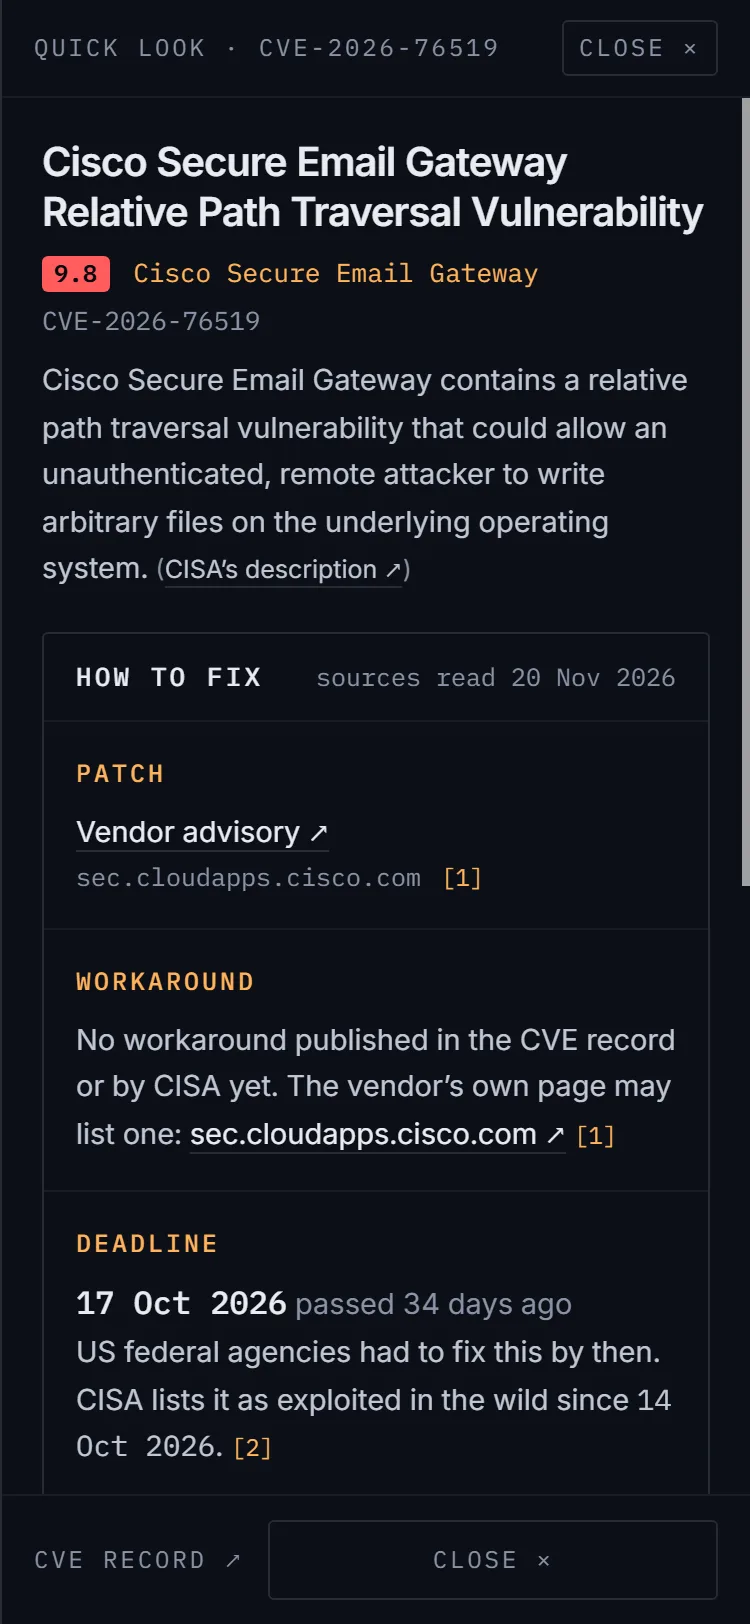 QUICK LOOK · CVE-2026-76519
CLOSE ×
Cisco Secure Email Gateway
Relative Path Traversal Vulnerability
9.8 Cisco Secure Email Gateway
CVE-2026-76519
Cisco Secure Email Gateway contains a relative
path traversal vulnerability that could allow an
unauthenticated, remote attacker to write
arbitrary files on the underlying operating
system. (CISA’s description ↗)
HOW TO FIX sources read 20 Nov 2026
PATCH
Vendor advisory ↗
sec.cloudapps.cisco.com [1]
WORKAROUND
No workaround published in the CVE record
or by CISA yet. The vendor’s own page may
list one: sec.cloudapps.cisco.com ↗ [1]
DEADLINE
17 Oct 2026 passed 34 days ago
US federal agencies had to fix this by then.
CISA lists it as exploited in the wild since 14
Oct 2026. [2]
CVE RECORD ↗
CLOSE ×